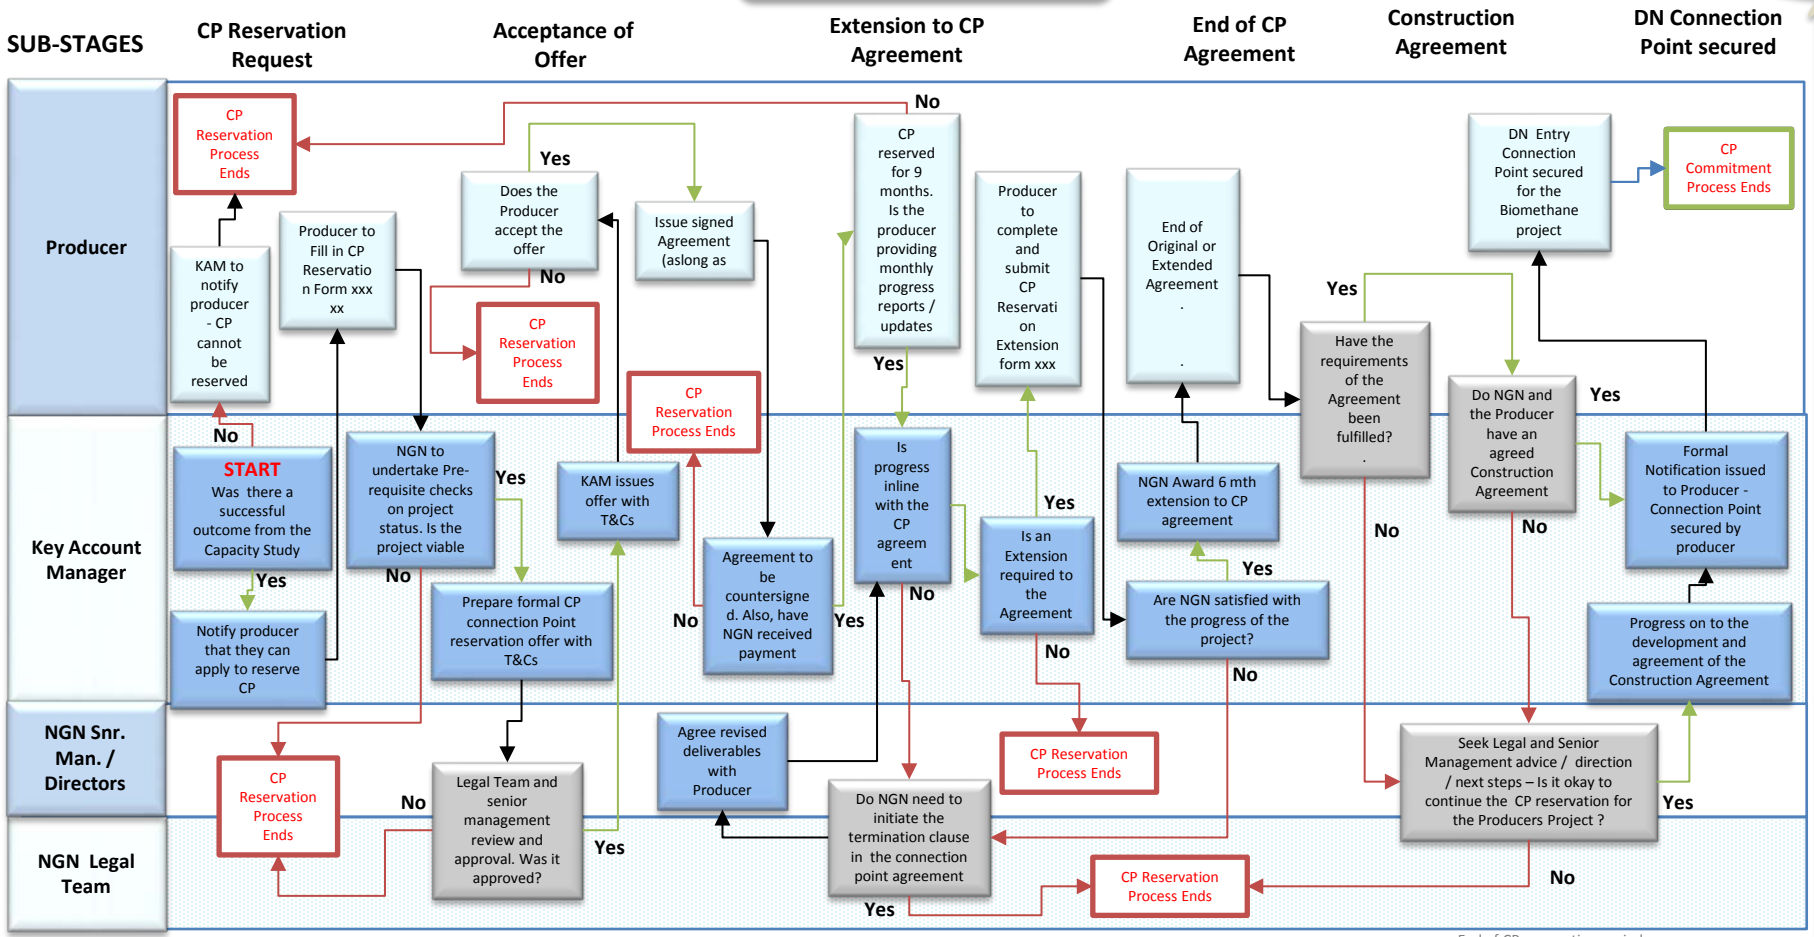 SUB-STAGES
CP Reservation
Request
Acceptance of
Offer
Extension to CP
Agreement
End of CP
Agreement
Construction
Agreement
DN Connection
Point secured
Producer
CP
Reservation
Process
Ends
KAM to
notify
producer
- CP
cannot
be
reserved
Producer to
Fill in CP
Reservatio
n Form xxx
xx
Yes
Does the
Producer
accept the
offer
No
CP
Reservation
Process
Ends
Issue signed
Agreement
(aslong as
No
CP
reserved
for 9
months.
Is the
producer
providing
monthly
progress
reports /
updates
Yes
Producer
to
complete
and
submit
CP
Reservati
on
Extension
form xxx
End of
Original or
Extended
Agreement
.
.
Yes
Have the
requirements
of the
Agreement
been
fulfilled?
.
No
DN Entry
Connection
Point secured
for the
Biomethane
project
CP
Commitment
Process Ends
Do NGN and
the Producer
have an
agreed
Construction
Agreement
Yes
No
Key Account
Manager
No
START
Was there a
successful
outcome from the
Capacity Study
Yes
Notify producer
that they can
apply to reserve
CP
NGN to
undertake Pre-
requisite checks
on project
status. Is the
project viable
Yes
No
Prepare formal CP
connection Point
reservation offer with
T&Cs
KAM issues
offer with
T&Cs
CP
Reservation
Process Ends
Agreement to
be
countersigne
d. Also, have
NGN received
payment
No
Yes
Is
progress
inline
with the
CP
agreem
ent
No
Yes
Is an
Extension
required to
the
Agreement
No
NGN Award 6 mth
extension to CP
agreement
Yes
Are NGN satisfied with
the progress of the
project?
No
Formal
Notification issued
to Producer -
Connection Point
secured by
producer
Progress on to the
development and
agreement of the
Construction Agreement
NGN Snr.
Man. /
Directors
CP
Reservation
Process
Ends
No
Legal Team and
senior
management
review and
approval. Was it
approved?
Yes
Agree revised
deliverables
with
Producer
CP Reservation
Process Ends
Seek Legal and Senior
Management advice / direction
/ next steps – Is it okay to
continue the CP reservation for
the Producers Project ?
Yes
No
NGN Legal
Team
Do NGN need to
initiate the
termination clause
in the connection
point agreement
Yes
CP Reservation
Process Ends